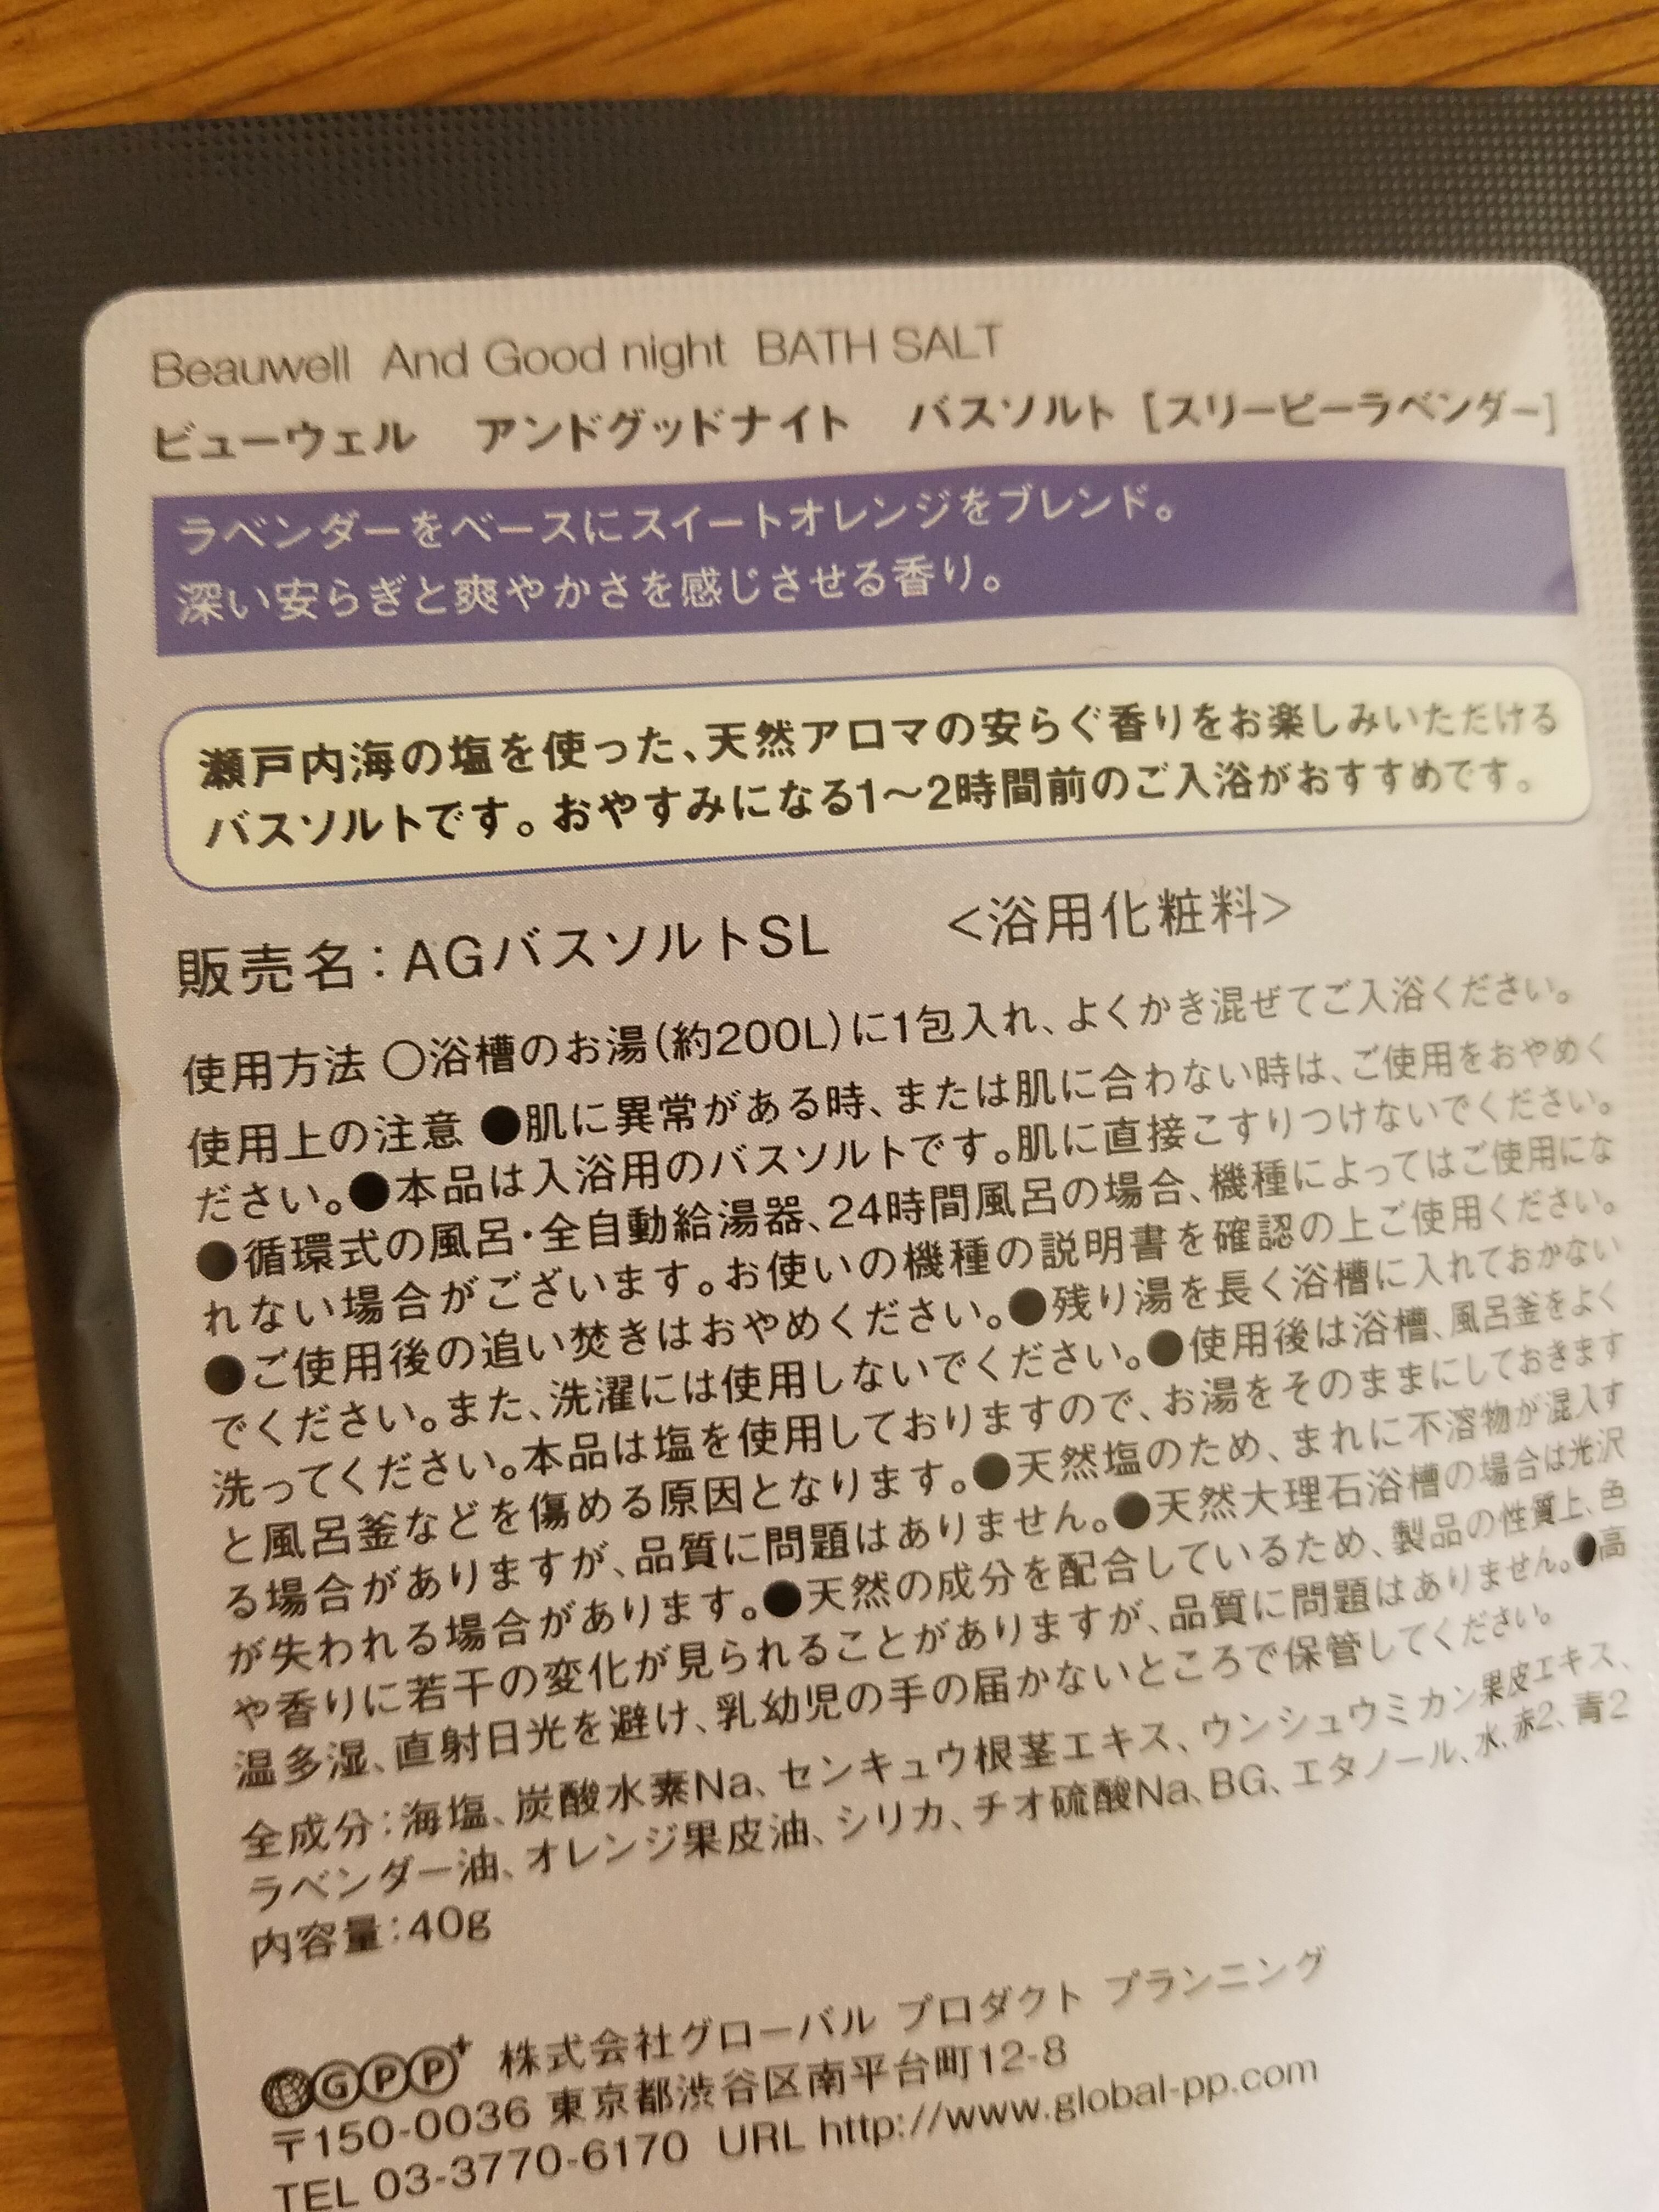 Beauwell And Good night BATH SALT
ビューウェル アンドグッドナイト バスソルト [スリーピーラベンダー]
ラベンダーをベースにスイートオレンジをブレンド。
深い安らぎと爽やかさを感じさせる香り。
瀬戸内海の塩を使った、天然アロマの安らぐ香りをお楽しみいただける
バスソルトです。おやすみになる1〜2時間前のご入浴がおすすめです。
販売名：AGバスソルトSL <浴用化粧料>
使用方法 ○浴槽のお湯(約200L)に1包入れ、よくかき混ぜてご入浴ください。
使用上の注意 ●肌に異常がある時、または肌に合わない時は、ご使用をおやめく
ださい。●本品は入浴用のバスソルトです。肌に直接こすりつけないでください。
●循環式の風呂・全自動給湯器、24時間風呂の場合、機種によってはご使用にな
れない場合がございます。お使いの機種の説明書を確認の上ご使用ください。
●ご使用後の追い焚きはおやめください。●残り湯を長く浴槽に入れておかない
でください。また、洗濯には使用しないでください。●使用後は浴槽、風呂釜をよく
洗ってください。本品は塩を使用しておりますので、お湯をそのままにしておきます
と風呂釜などを傷める原因となります。●天然塩のため、まれに不溶物が混入す
る場合がありますが、品質に問題はありません。●天然大理石浴槽の場合は光沢
が失われる場合があります。●天然の成分を配合しているため、製品の性質上、色
や香りに若干の変化が見られることがありますが、品質に問題はありません。●高
温多湿、直射日光を避け、乳幼児の手の届かないところで保管してください。
全成分：海塩、炭酸水素Na、センキュウ根茎エキス、ウンシュウミカン果皮エキス、
ラベンダー油、オレンジ果皮油、シリカ、チオ硫酸Na、BG、エタノール、水、赤2、青2
内容量：40g
GPP+ 株式会社グローバル プロダクト プランニング
〒150-0036 東京都渋谷区南平台町12-8
TEL 03-3770-6170 URL http://www.global-pp.com